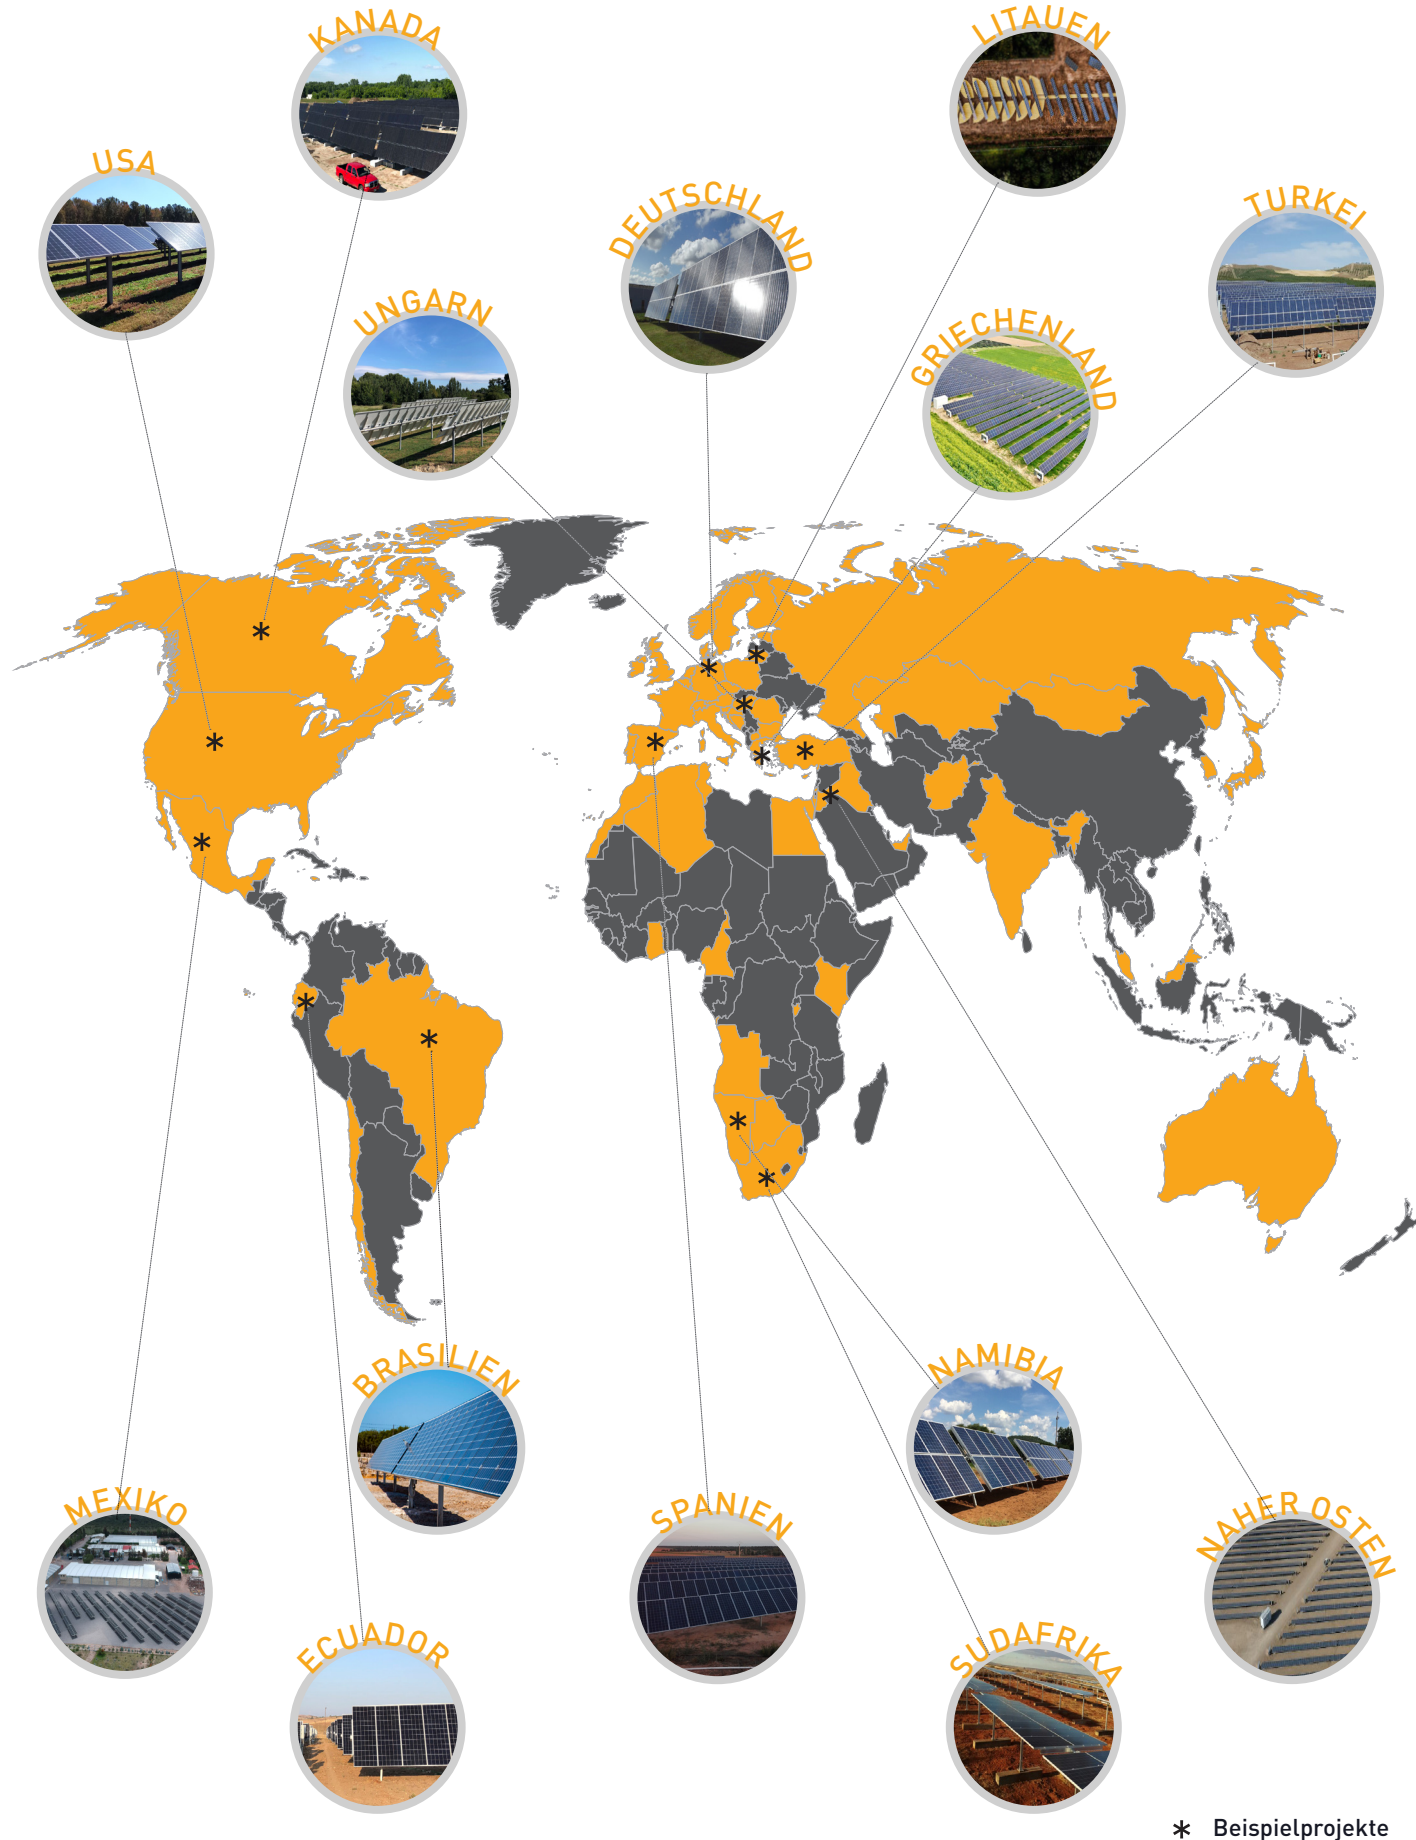 KANADA
LITAUEN
USA
DEUTSCHLAND
TURKEI
UNGARN
GRIECHENLAND
BRASILIEN
NAMIBIA
MEXIKO
SPANIEN
NAHER OSTEN
ECUADOR
SUDAFRIKA
* Beispielprojekte